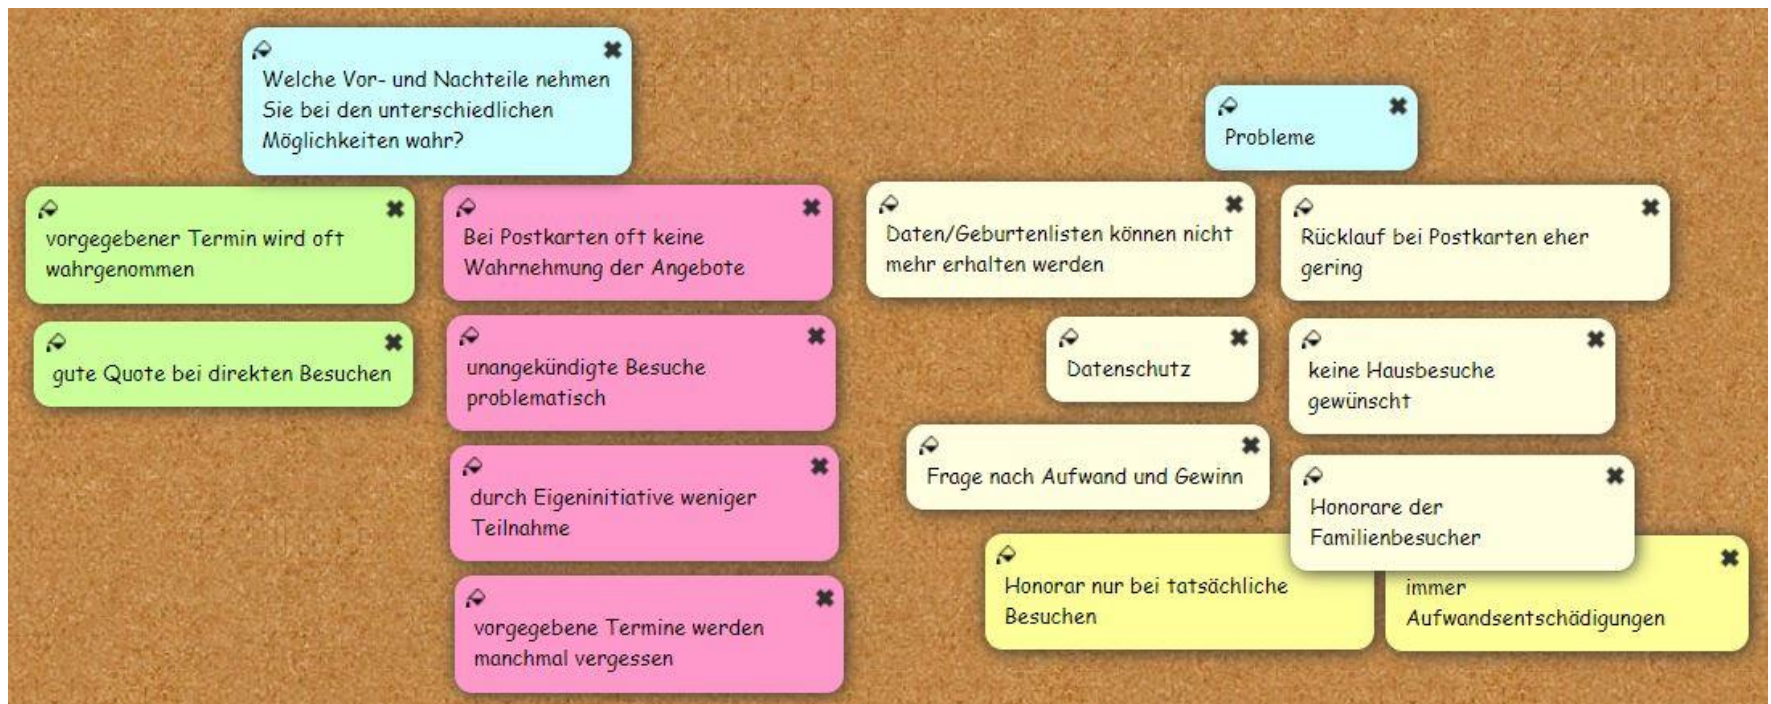 Welche Vor- und Nachteile nehmen
Sie bei den unterschiedlichen
Möglichkeiten wahr?
vorgegebener Termin wird oft
wahrgenommen
gute Quote bei direkten Besuchen
Bei Postkarten oft keine
Wahrnehmung der Angebote
unangekündigte Besuche
problematisch
durch Eigeninitiative weniger
Teilnahme
vorgegebene Termine werden
manchmal vergessen
Probleme
Daten/Geburtenlisten können nicht
mehr erhalten werden
Datenschutz
Frage nach Aufwand und Gewinn
Rücklauf bei Postkarten eher
gering
keine Hausbesuche
gewünscht
Honorare der
Familienbesucher
Honorar nur bei tatsächliche
Besuchen
immer
Aufwandsentschädigungen